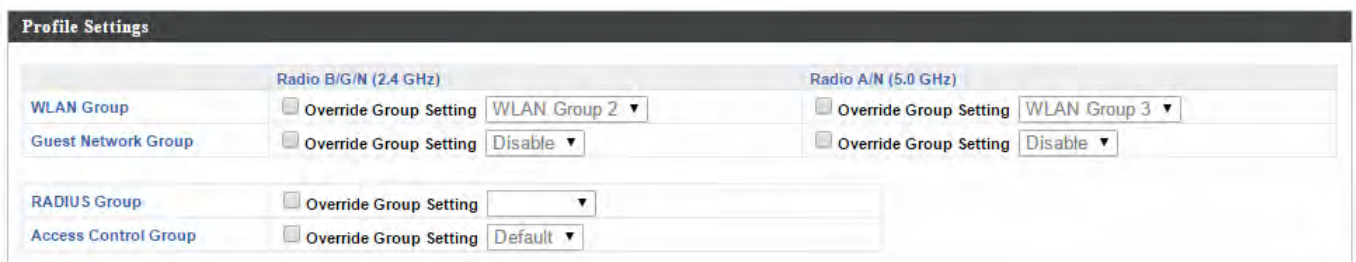 Profile Settings
Radio B/G/N (2.4 GHz) Radio A/N (5.0 GHz)
WLAN Group Override Group Setting WLAN Group 2 Override Group Setting WLAN Group 3
Guest Network Group Override Group Setting Disable Override Group Setting Disable
RADIUS Group Override Group Setting
Access Control Group Override Group Setting Default